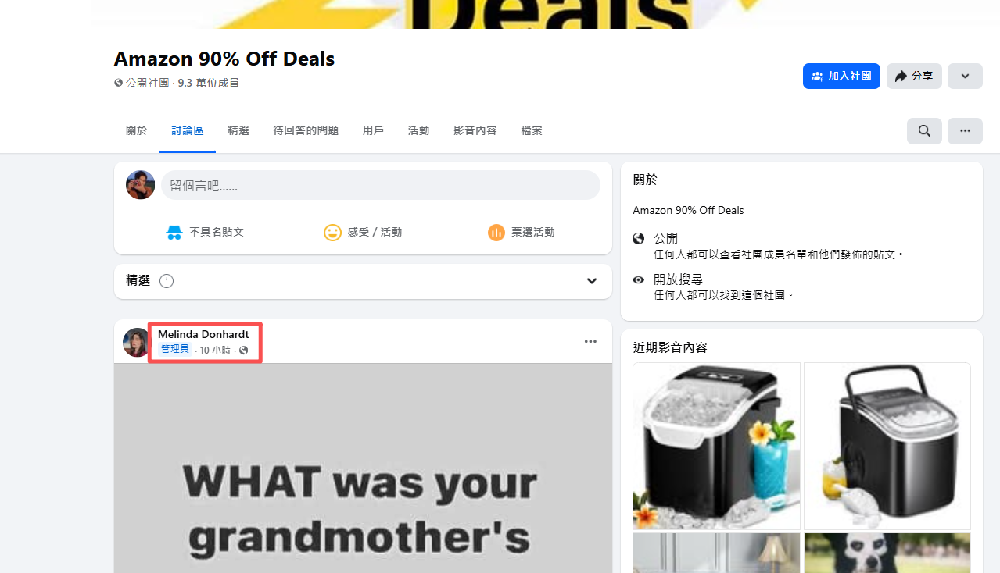 Deals
Amazon 90% Off Deals
公開社團 · 9.3 萬位成員
加入社團
分享
關於
討論區
精選
待回答的問題
用戶
活動
影音內容
檔案
留個言吧......
不具名貼文
感受 / 活動
票選活動
精選
Melinda Donhardt
管理員 · 10 小時 ·
WHAT was your
grandmother's
關於
Amazon 90% Off Deals
公開
任何人都可以查看社團成員名單和他們發佈的貼文。
開放搜尋
任何人都可以找到這個社團。
近期影音內容